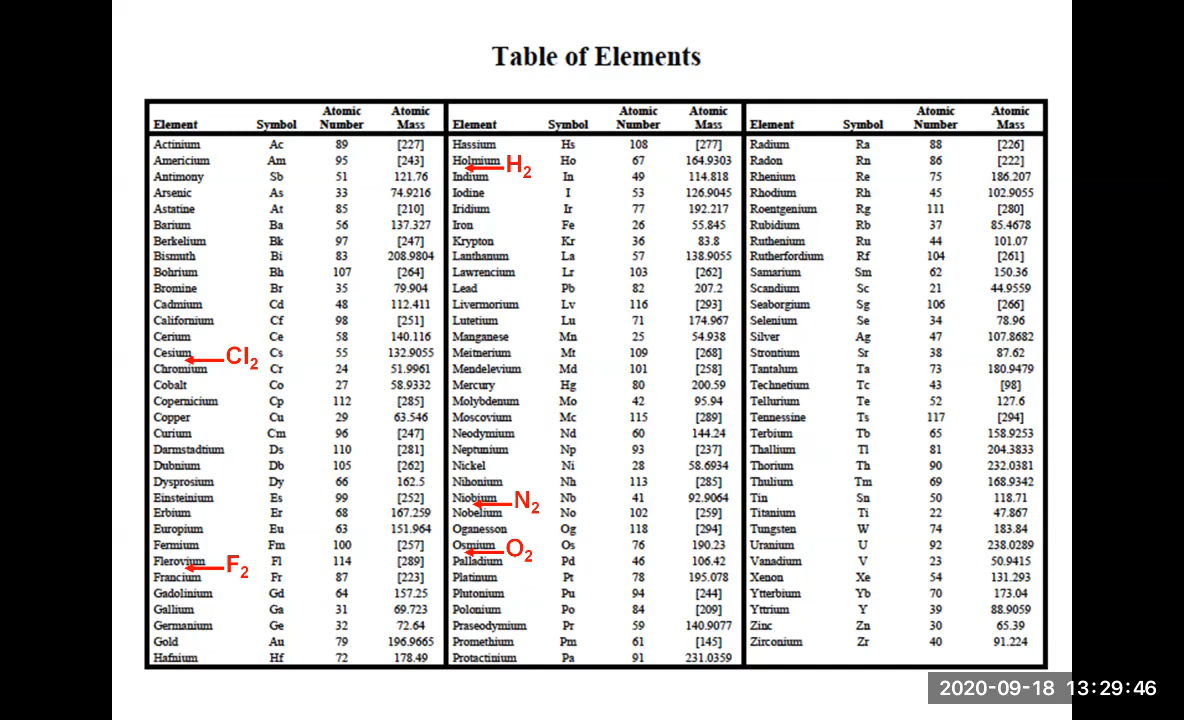 Table of Elements
Element Symbol Atomic Number Atomic Mass Element Symbol Atomic Number Atomic Mass Element Symbol Atomic Number Atomic Mass
Actinium Ac 89 [227] Hassium Hs 108 [277] Radium Ra 88 [226]
Americium Am 95 [243] Holmium Ho 67 164.9303 Radon Rn 86 [222]
H2
Antimony Sb 51 121.76 Indium In 49 114.818 Rhenium Re 75 186.207
Arsenic As 33 74.9216 Iodine I 53 126.9045 Rhodium Rh 45 102.9055
Astatine At 85 [210] Iridium Ir 77 192.217 Roentgenium Rg 111 [280]
Barium Ba 56 137.327 Iron Fe 26 55.845 Rubidium Rb 37 85.4678
Berkelium Bk 97 [247] Krypton Kr 36 83.8 Ruthenium Ru 44 101.07
Bismuth Bi 83 208.9804 Lanthanum La 57 138.9055 Rutherfordium Rf 104 [261]
Bohrium Bh 107 [264] Lawrencium Lr 103 [262] Samarium Sm 62 150.36
Bromine Br 35 79.904 Lead Pb 82 207.2 Scandium Sc 21 44.9559
Cadmium Cd 48 112.411 Livermorium Lv 116 [293] Seaborgium Sg 106 [266]
Californium Cf 98 [251] Lutetium Lu 71 174.967 Selenium Se 34 78.96
Cerium Ce 58 140.116 Manganese Mn 25 54.938 Silver Ag 47 107.8682
Cesium Cs 55 132.9055 Meitnerium Mt 109 [268] Strontium Sr 38 87.62
Cl2
Chromium Cr 24 51.9961 Mendelevium Md 101 [258] Tantalum Ta 73 180.9479
Cobalt Co 27 58.9332 Mercury Hg 80 200.59 Technetium Tc 43 [98]
Copernicium Cp 112 [285] Molybdenum Mo 42 95.94 Tellurium Te 52 127.6
Copper Cu 29 63.546 Moscovium Mc 115 [289] Tennessine Ts 117 [294]
Curium Cm 96 [247] Neodymium Nd 60 144.24 Terbium Tb 65 158.9253
Darmstadtium Ds 110 [281] Neptunium Np 93 [237] Thallium Tl 81 204.3833
Dubnium Db 105 [262] Nickel Ni 28 58.6934 Thorium Th 90 232.0381
Dysprosium Dy 66 162.5 Nihonium Nh 113 [285] Thulium Tm 69 168.9342
Einsteinium Es 99 [252] Niobium Nb 41 92.9064 Tin Sn 50 118.71
N2
Erbium Er 68 167.259 Nobelium No 102 [259] Titanium Ti 22 47.867
Europium Eu 63 151.964 Oganesson Og 118 [294] Tungsten W 74 183.84
Fermium Fm 100 [257] Osmium Os 76 190.23 Uranium U 92 238.0289
O2
Flerovium Fl 114 [289] Palladium Pd 46 106.42 Vanadium V 23 50.9415
F2
Francium Fr 87 [223] Platinum Pt 78 195.078 Xenon Xe 54 131.293
Gadolinium Gd 64 157.25 Plutonium Pu 94 [244] Ytterbium Yb 70 173.04
Gallium Ga 31 69.723 Polonium Po 84 [209] Yttrium Y 39 88.9059
Germanium Ge 32 72.64 Praseodymium Pr 59 140.9077 Zinc Zn 30 65.39
Gold Au 79 196.9665 Promethium Pm 61 [145] Zirconium Zr 40 91.224
Hafnium Hf 72 178.49 Protactinium Pa 91 231.0359
2020-09-18 13:29:46